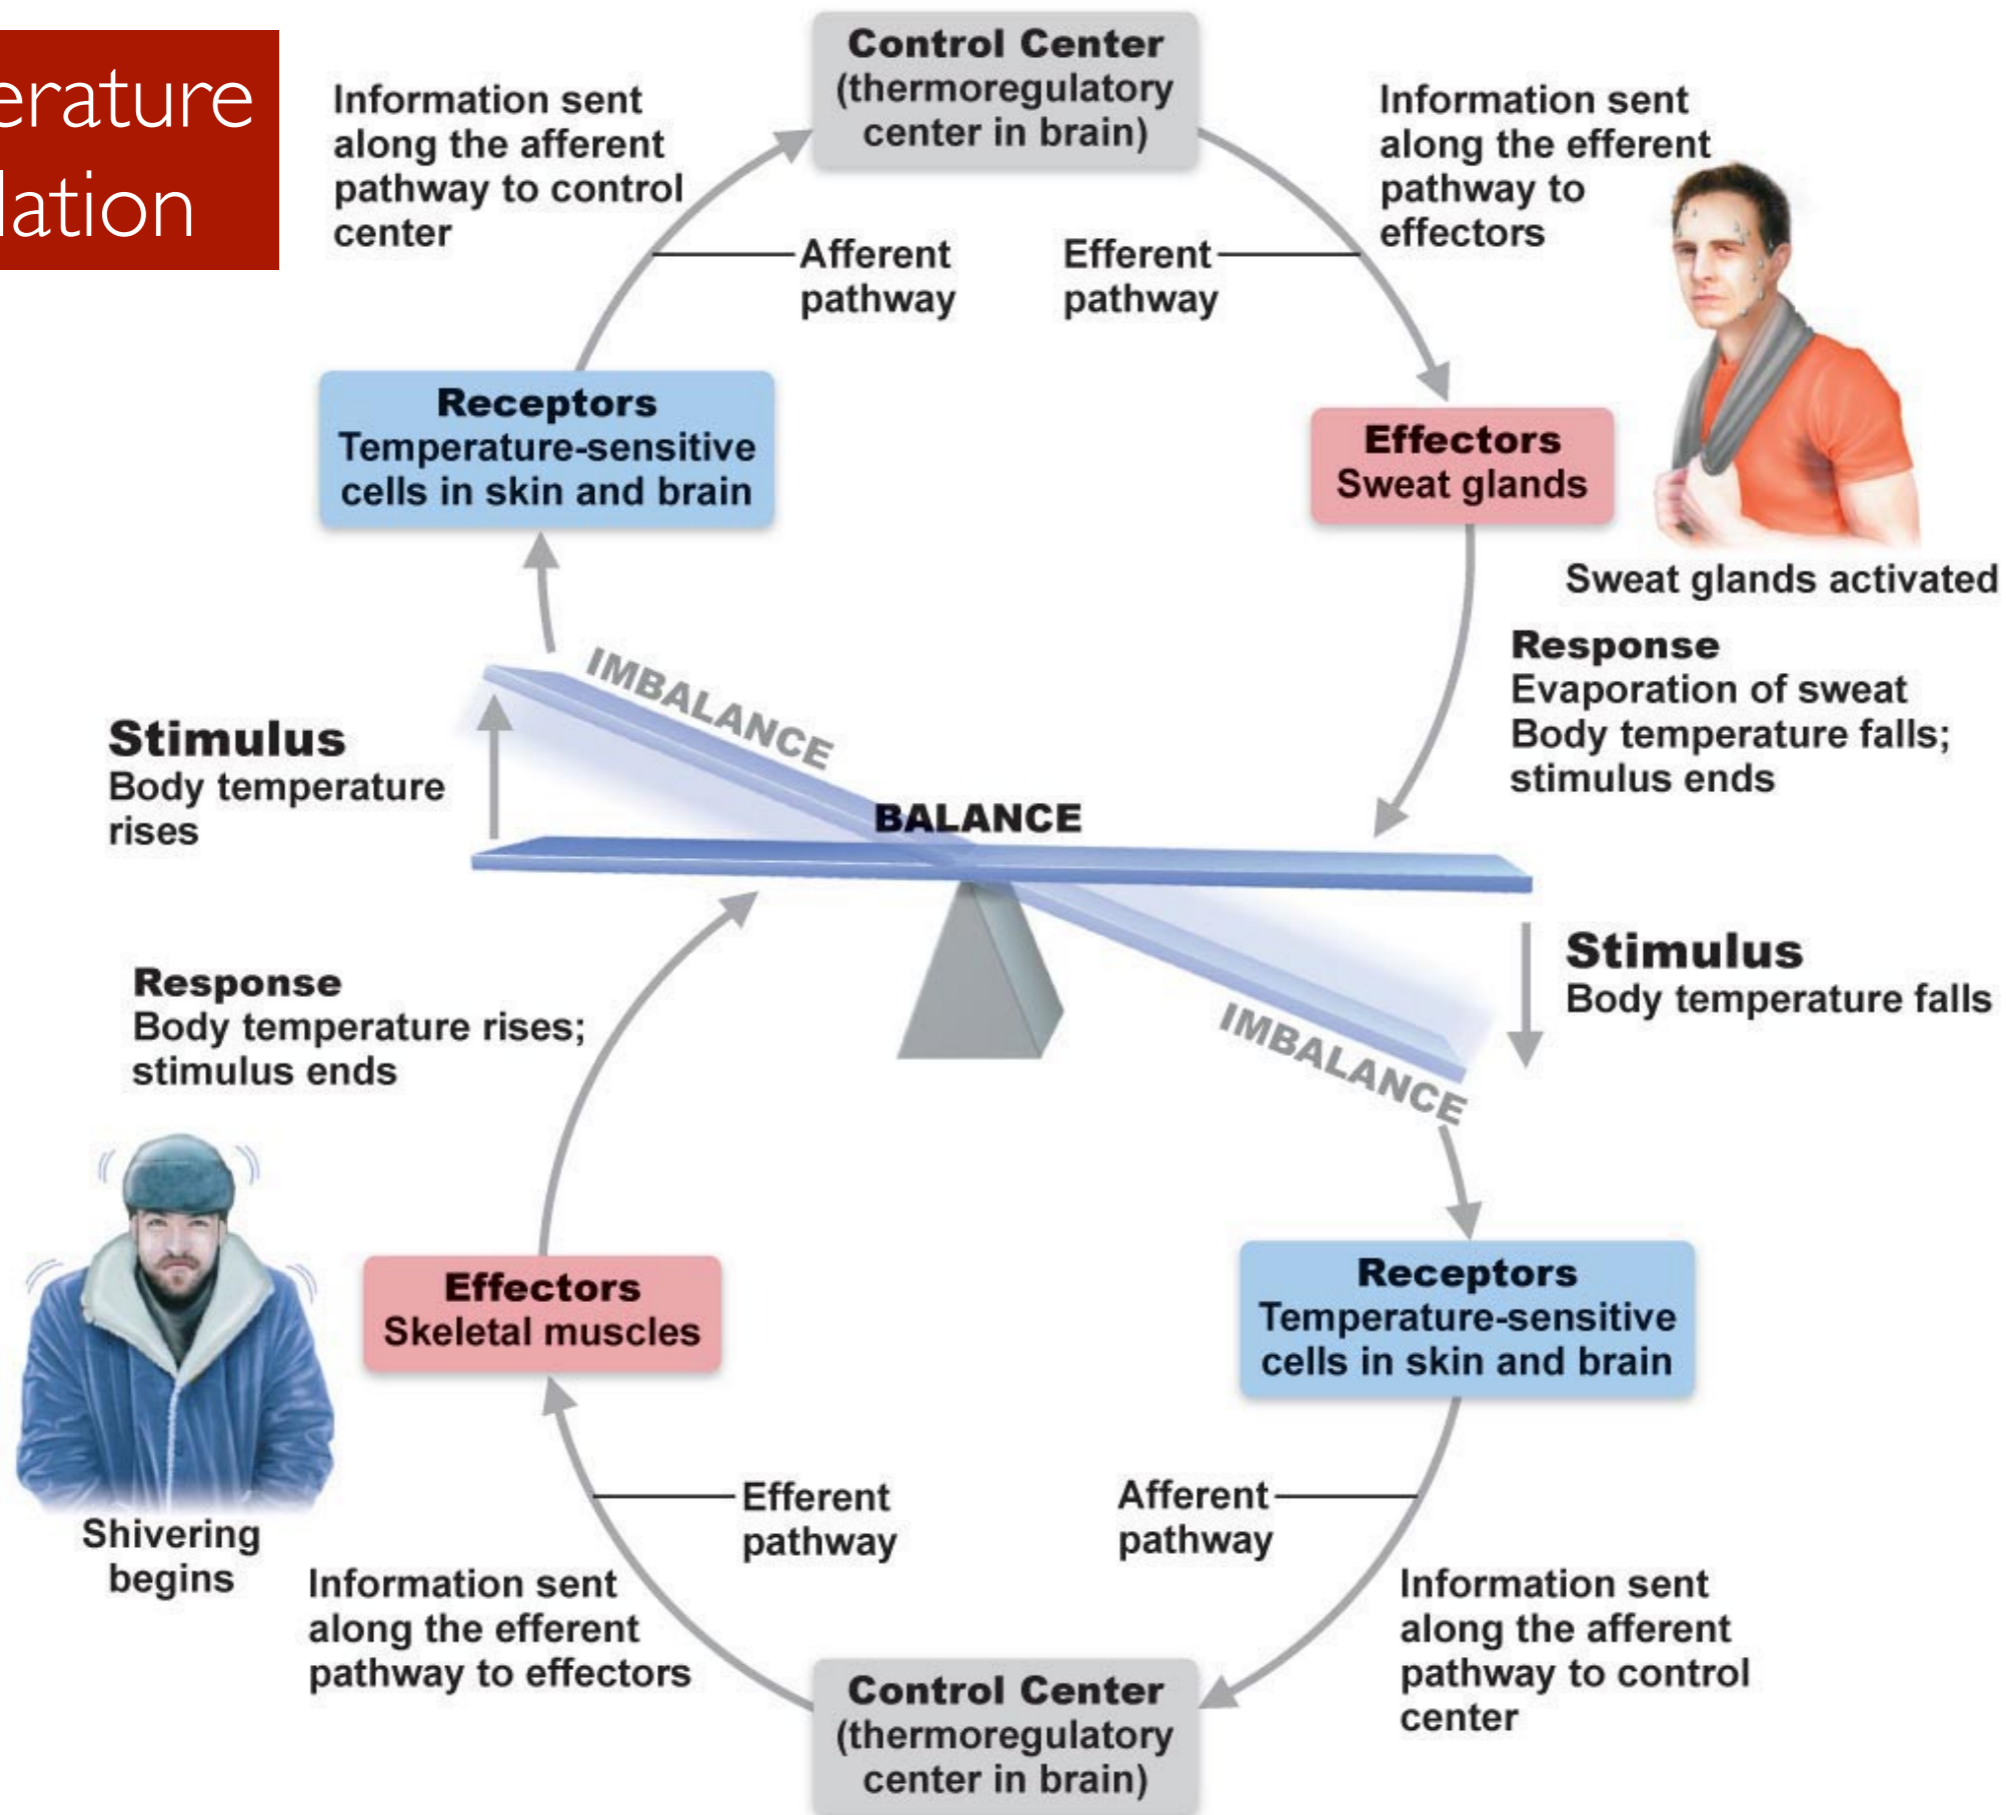 erature
lation
Control Center
(thermoregulatory
center in brain)
Information sent
along the afferent
pathway to control
center
Afferent
pathway
Efferent
pathway
Information sent
along the efferent
pathway to
effectors
Receptors
Temperature-sensitive
cells in skin and brain
Effectors
Sweat glands
Sweat glands activated
Response
Evaporation of sweat
Body temperature falls;
stimulus ends
IMBALANCE
Stimulus
Body temperature
rises
BALANCE
Stimulus
Body temperature falls
IMBALANCE
Response
Body temperature rises;
stimulus ends
Effectors
Skeletal muscles
Receptors
Temperature-sensitive
cells in skin and brain
Shivering
begins
Efferent
pathway
Afferent
pathway
Information sent
along the efferent
pathway to effectors
Information sent
along the afferent
pathway to control
center
Control Center
(thermoregulatory
center in brain)